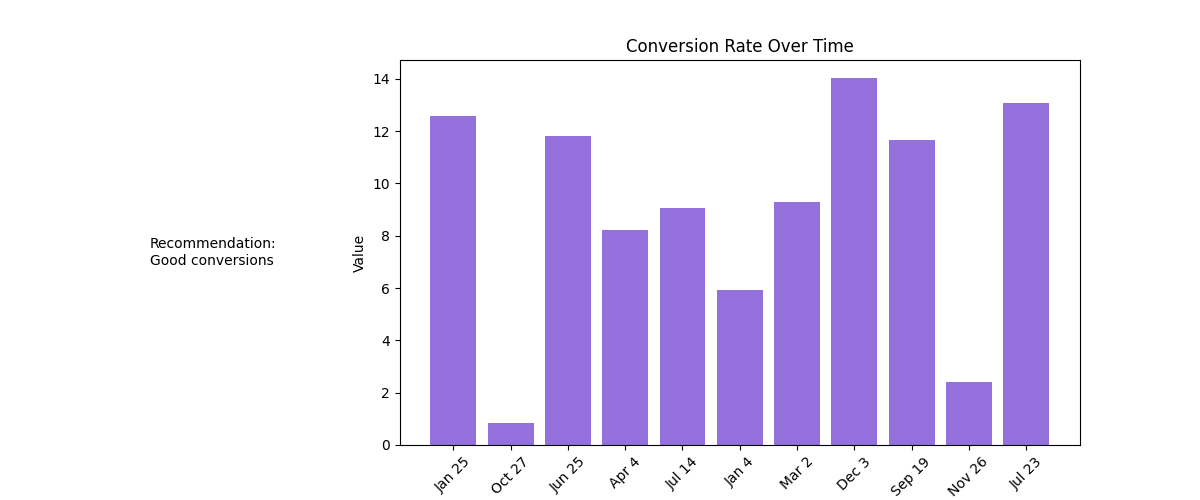 Conversion Rate Over Time
Recommendation:
Good conversions
Value
14
12
10
8
6
4
2
0
Jan 25
Oct 27
Jun 25
Apr 4
Jul 14
Jan 4
Mar 2
Dec 3
Sep 19
Nov 26
Jul 23